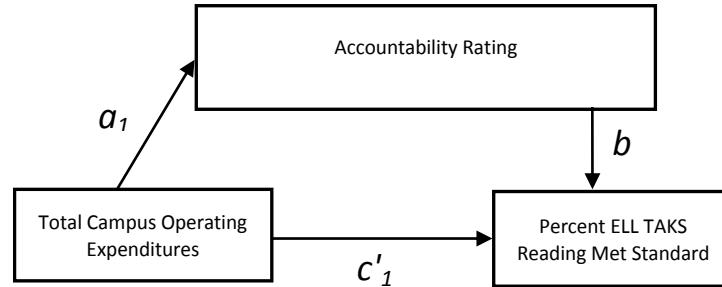 Accountability Rating
a1
b
Total Campus Operating
Expenditures
Percent ELL TAKS
Reading Met Standard
c'1